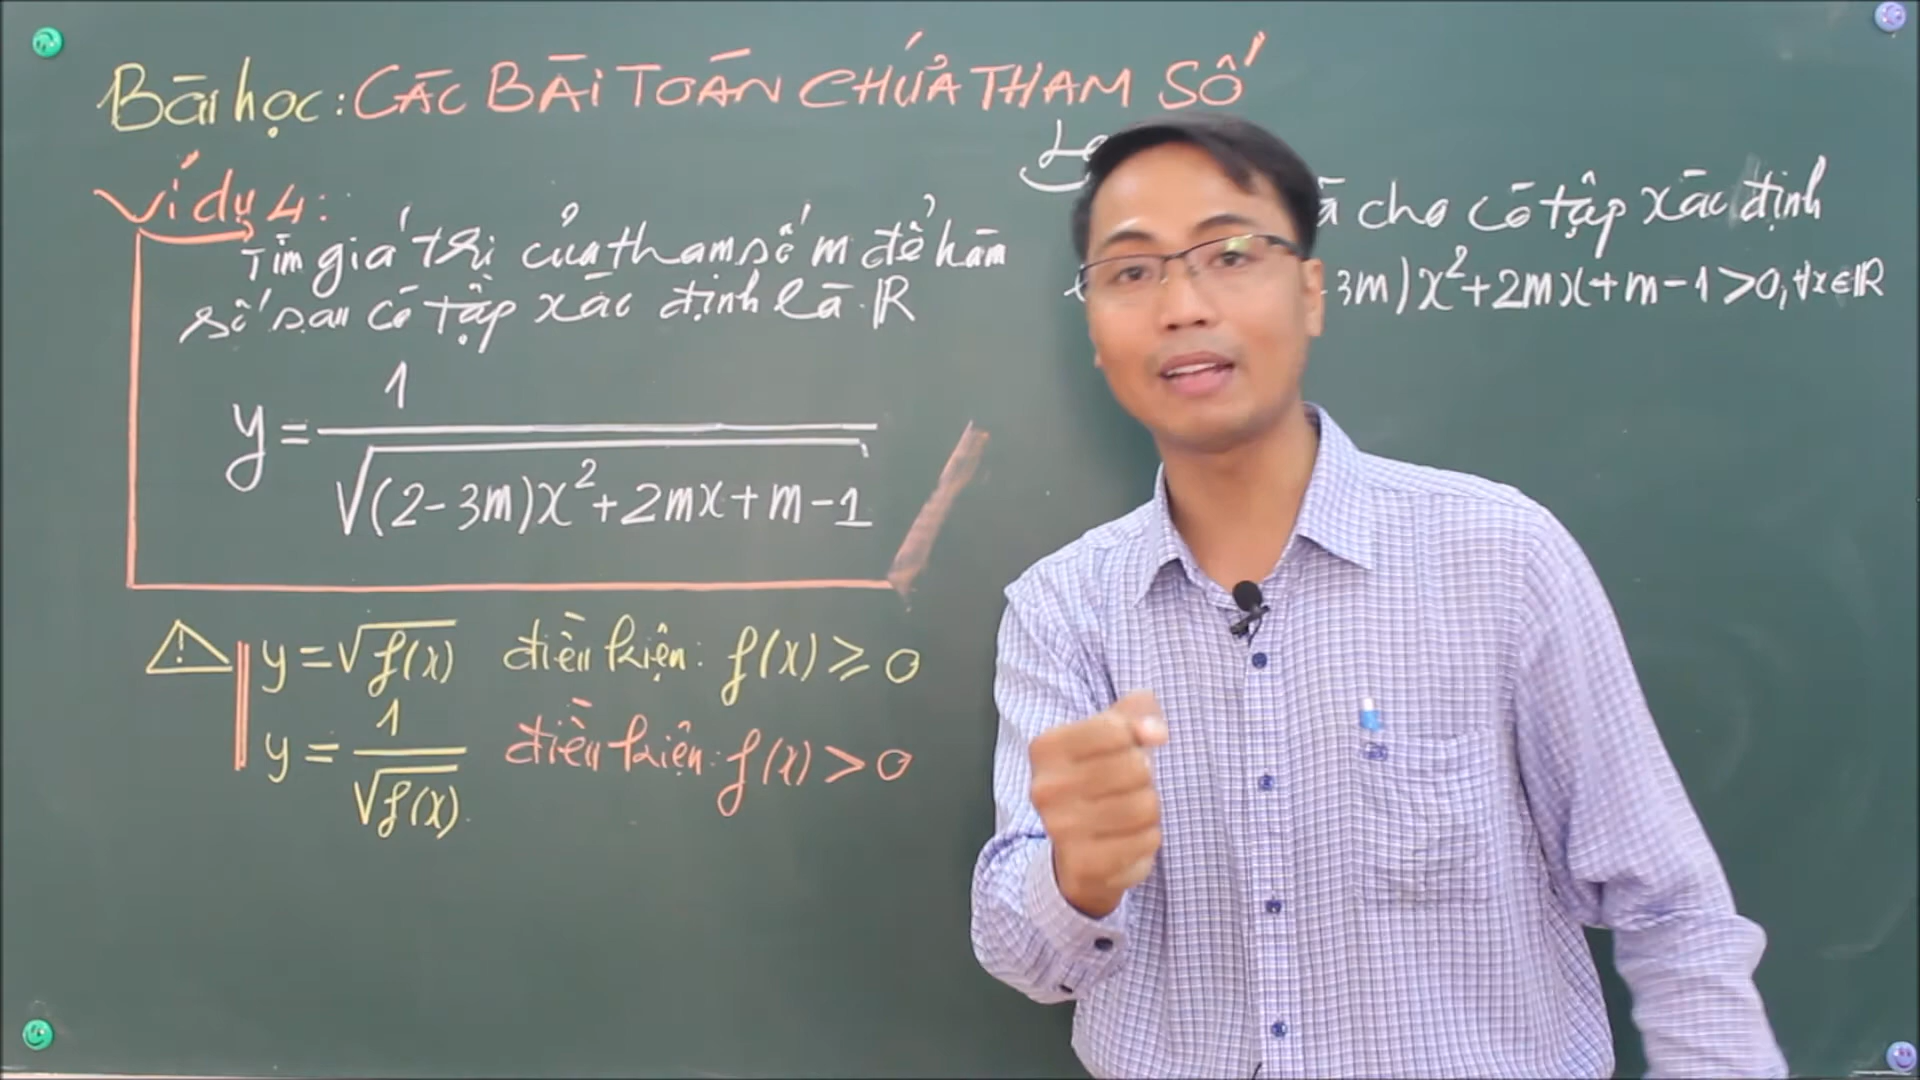 Bài học: CÁC BÀI TOÁN CHỨA THAM SỐ
Ví dụ 4:
Tìm giá trị của tham số m để hàm
số sau có tập xác định là ℝ
y = 1 / √((2-3m)x²+2mx+m-1)
y = √f(x) điều kiện: f(x) ≥ 0
y = 1 / √f(x) điều kiện: f(x) > 0
cho có tập xác định
3m)x²+2mx+m-1>0, ∀x∈ℝ